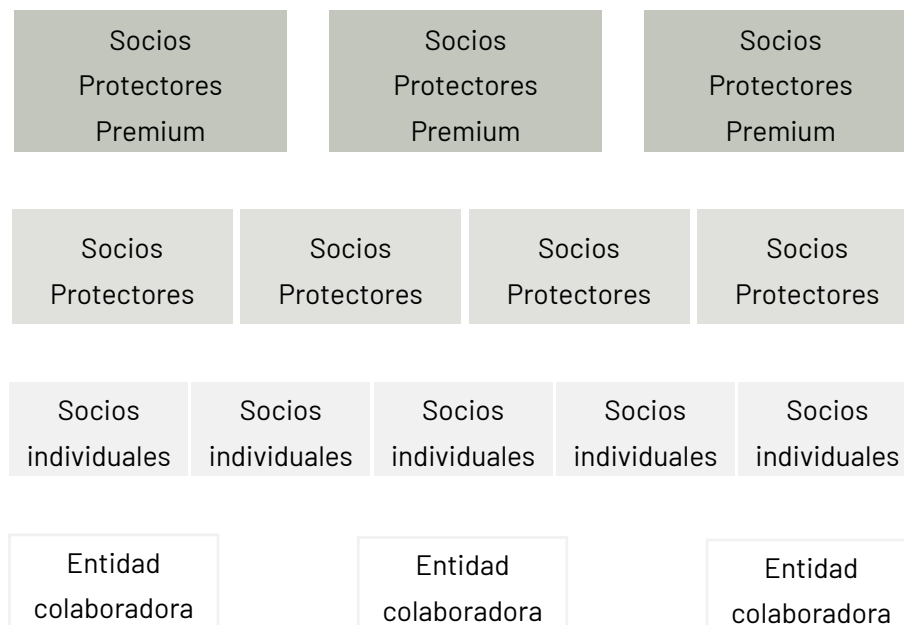 Socios
Protectores
Premium
Socios
Protectores
Premium
Socios
Protectores
Premium
Socios
Protectores
Socios
Protectores
Socios
Protectores
Socios
Protectores
Socios
individuales
Socios
individuales
Socios
individuales
Socios
individuales
Socios
individuales
Entidad
colaboradora
Entidad
colaboradora
Entidad
colaboradora